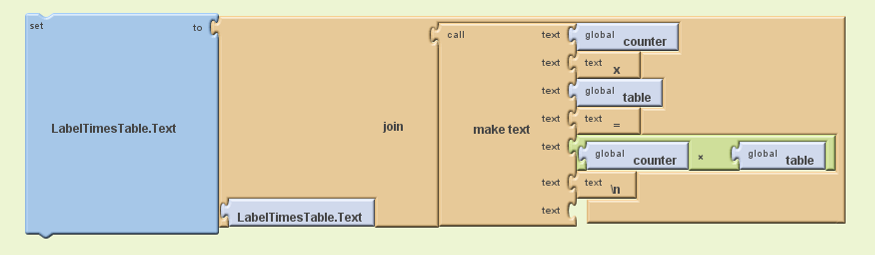 set LabelTimesTable.Text to
join
LabelTimesTable.Text
call make text
text global counter
text text x
text global table
text text =
text global counter × global table
text text \n
text